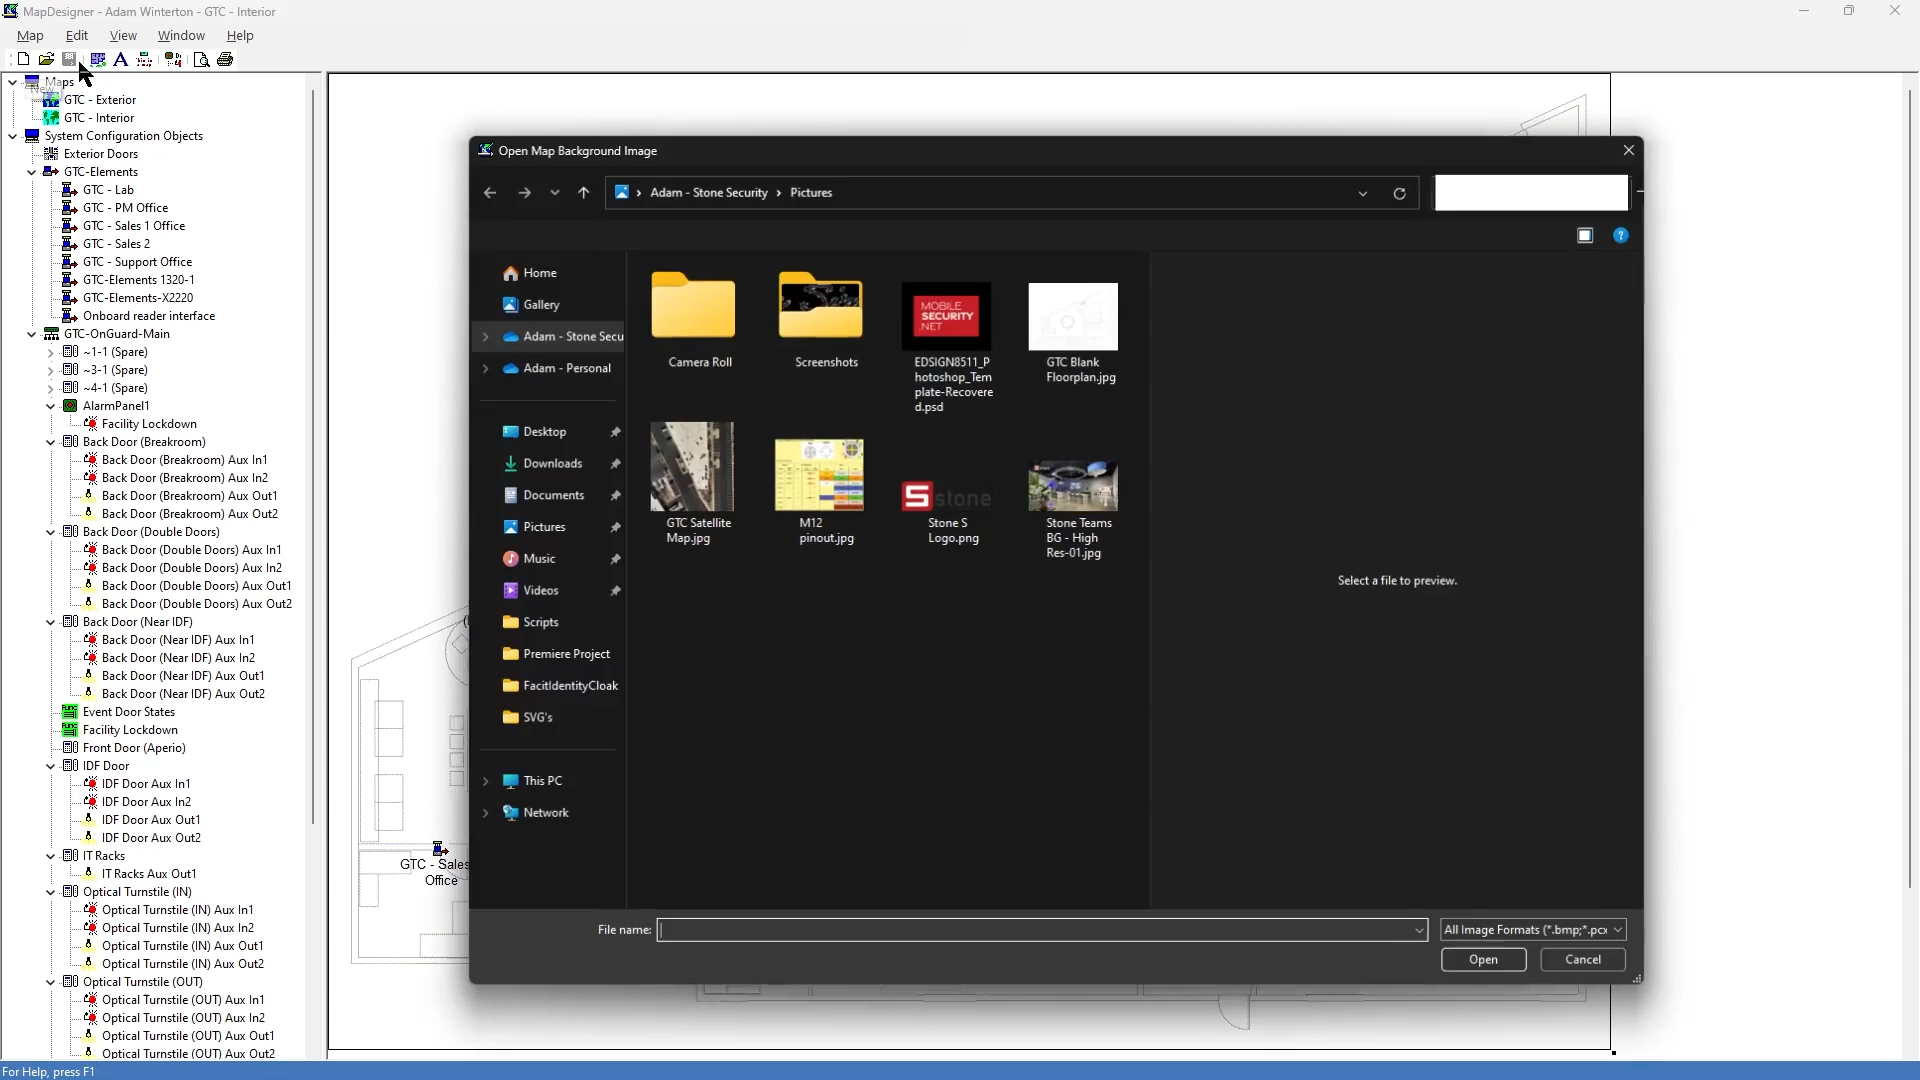 MapDesigner - Adam Winterton - GTC - Interior
Map Edit View Window Help
Maps
New
GTC - Exterior
GTC - Interior
System Configuration Objects
Exterior Doors
GTC-Elements
GTC - Lab
GTC - PM Office
GTC - Sales 1 Office
GTC - Sales 2
GTC - Support Office
GTC-Elements 1320-1
GTC-Elements-X2220
Onboard reader interface
GTC-OnGuard-Main
~1-1 (Spare)
~3-1 (Spare)
~4-1 (Spare)
AlarmPanel1
Facility Lockdown
Back Door (Breakroom)
Back Door (Breakroom) Aux In1
Back Door (Breakroom) Aux In2
Back Door (Breakroom) Aux Out1
Back Door (Breakroom) Aux Out2
Back Door (Double Doors)
Back Door (Double Doors) Aux In1
Back Door (Double Doors) Aux In2
Back Door (Double Doors) Aux Out1
Back Door (Double Doors) Aux Out2
Back Door (Near IDF)
Back Door (Near IDF) Aux In1
Back Door (Near IDF) Aux In2
Back Door (Near IDF) Aux Out1
Back Door (Near IDF) Aux Out2
Event Door States
Facility Lockdown
Front Door (Aperio)
IDF Door
IDF Door Aux In1
IDF Door Aux In2
IDF Door Aux Out1
IDF Door Aux Out2
IT Racks
IT Racks Aux Out1
Optical Turnstile (IN)
Optical Turnstile (IN) Aux In1
Optical Turnstile (IN) Aux In2
Optical Turnstile (IN) Aux Out1
Optical Turnstile (IN) Aux Out2
Optical Turnstile (OUT)
Optical Turnstile (OUT) Aux In1
Optical Turnstile (OUT) Aux In2
Optical Turnstile (OUT) Aux Out1
Optical Turnstile (OUT) Aux Out2
For Help, press F1
GTC - Sales
Office
Open Map Background Image
Adam - Stone Security > Pictures
Home
Gallery
Adam - Stone Secu
Adam - Personal
Desktop
Downloads
Documents
Pictures
Music
Videos
Scripts
Premiere Project
FacitIdentityCloak
SVG's
This PC
Network
Camera Roll
Screenshots
MOBILE
SECURITY
.NET
EDSIGN8511_P
hotoshop_Tem
plate-Recovere
d.psd
GTC Blank
Floorplan.jpg
GTC Satellite
Map.jpg
M12
pinout.jpg
S stone
Stone S
Logo.png
Stone Teams
BG - High
Res-01.jpg
Select a file to preview.
File name:
All Image Formats (*.bmp;*.pcx
Open
Cancel